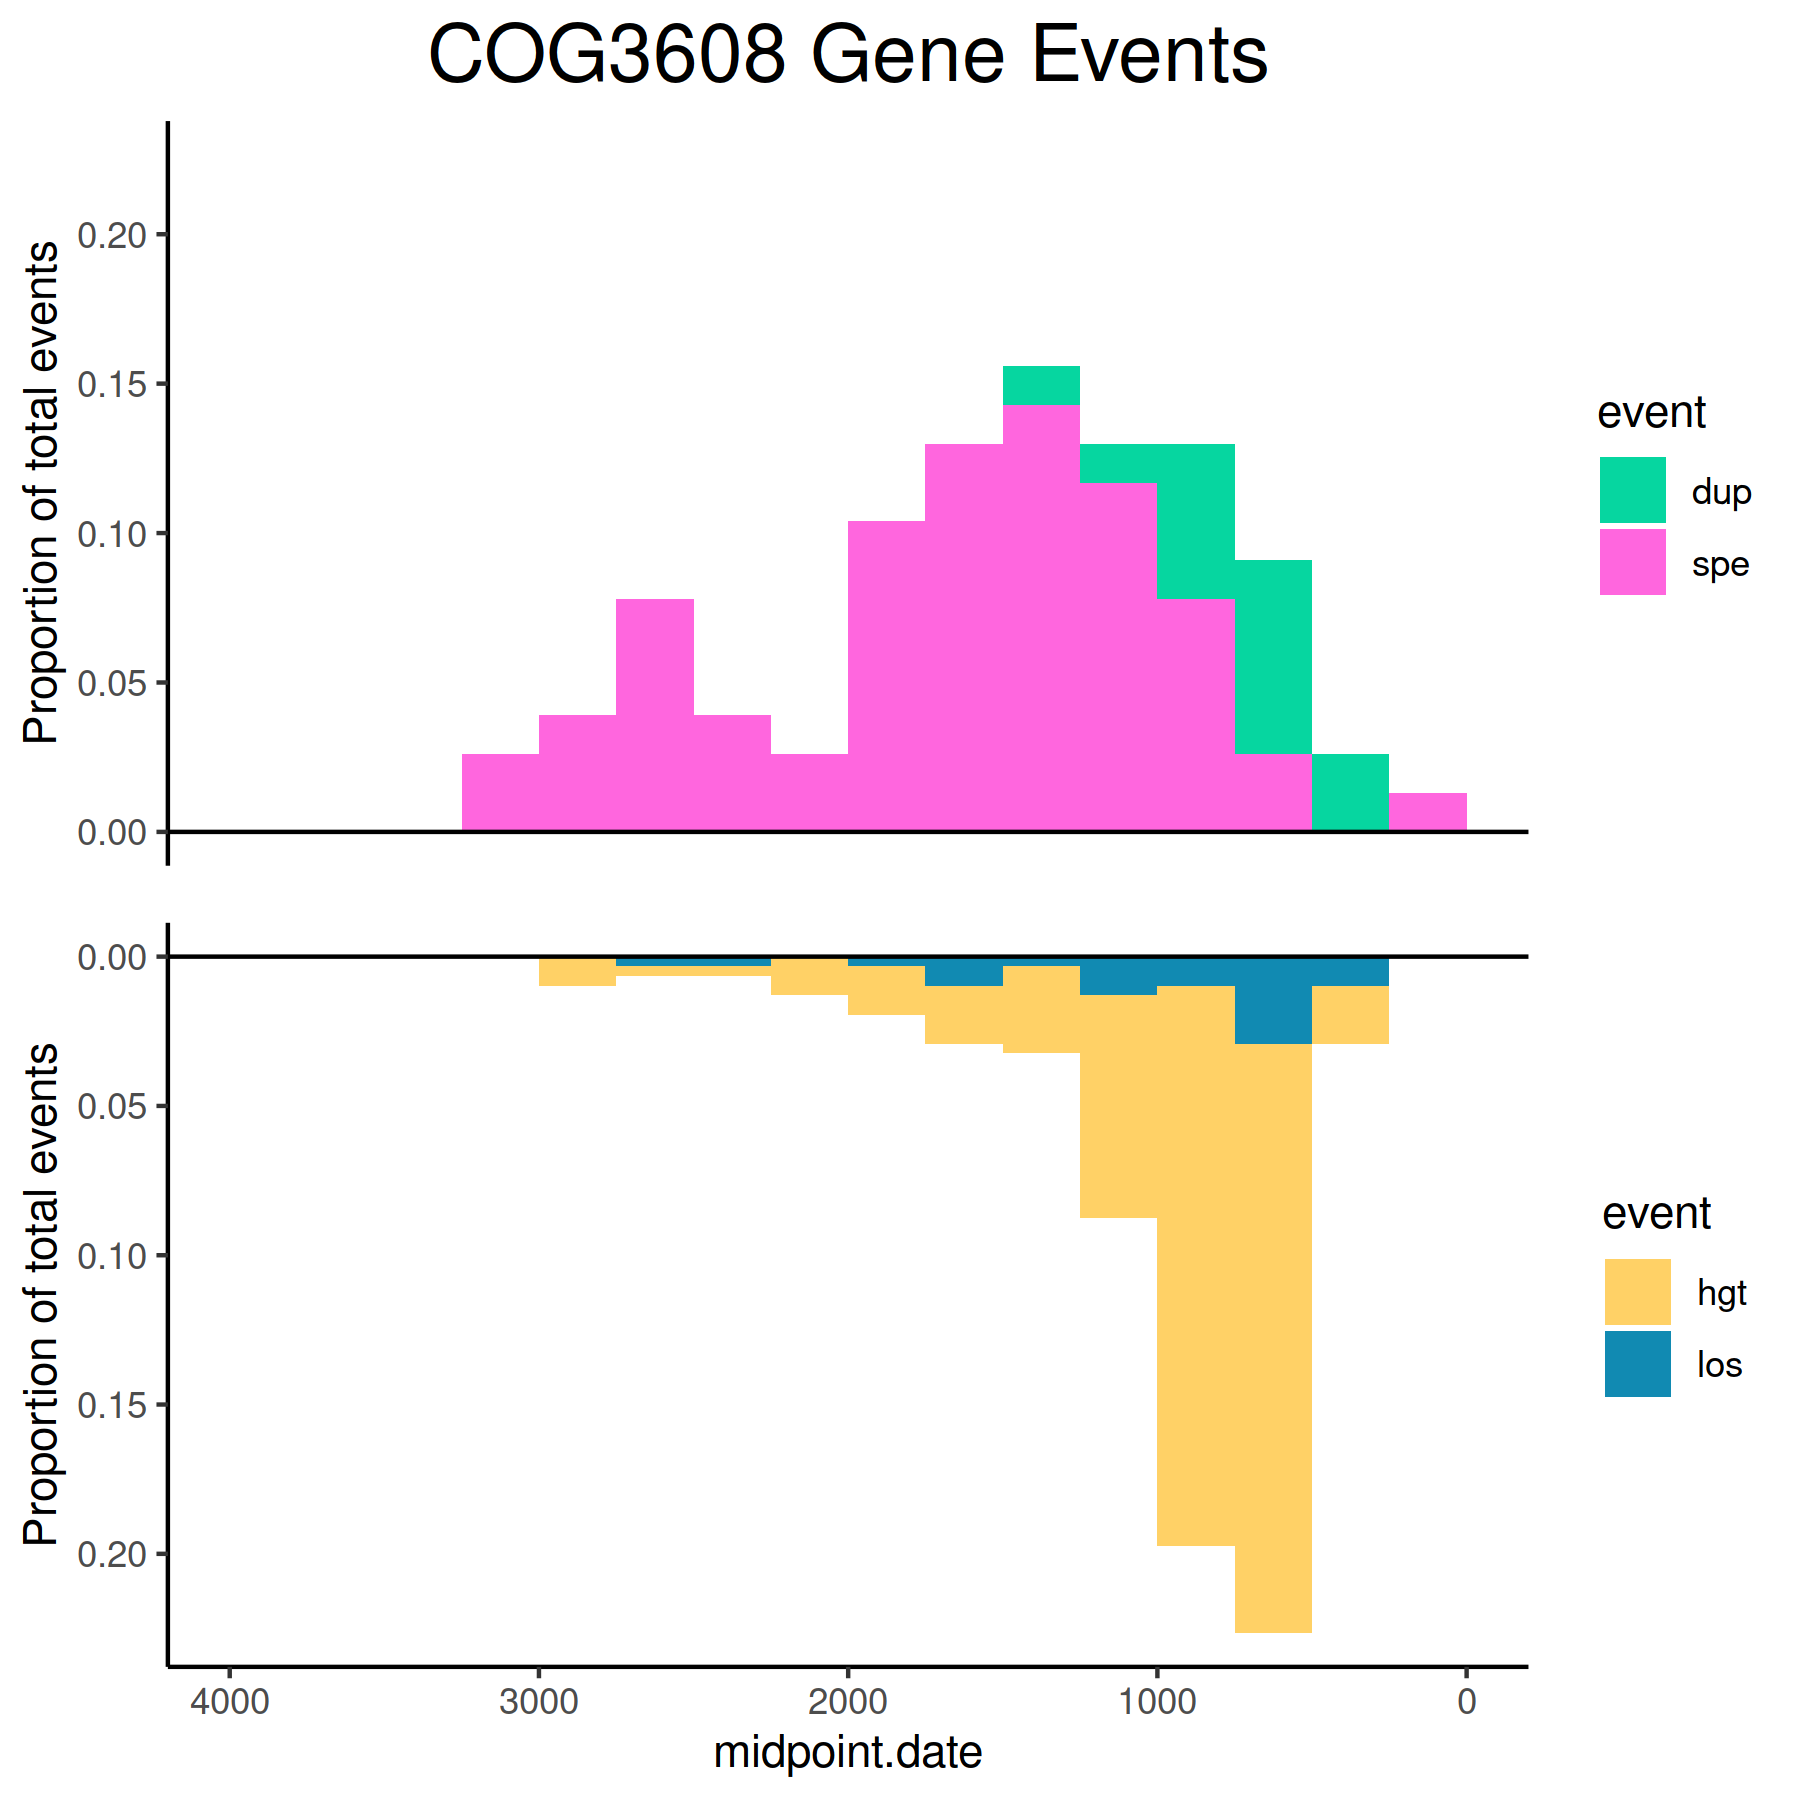 COG3608 Gene Events
Proportion of total events
0.20
0.15
0.10
0.05
0.00
event
dup
spe
Proportion of total events
0.00
0.05
0.10
0.15
0.20
event
hgt
los
4000 3000 2000 1000 0
midpoint.date